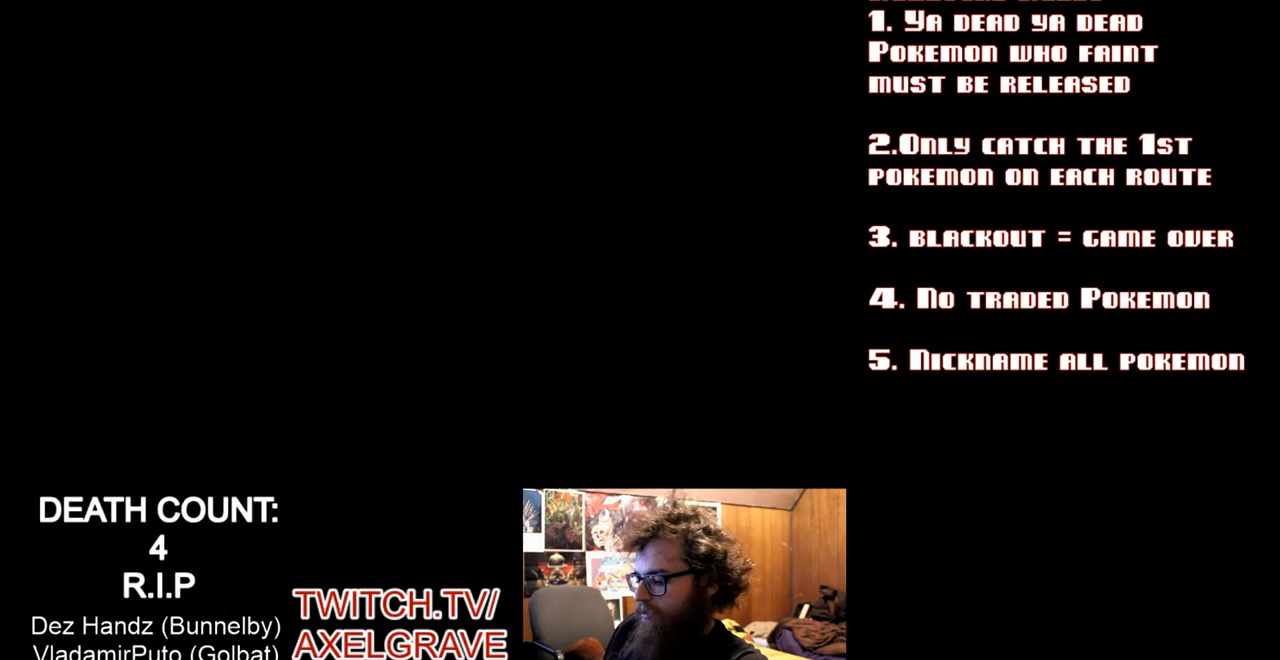 1. Ya dead ya dead
Pokemon who faint
must be released
2.Only catch the 1st
pokemon on each route
3. blackout = game over
4. No traded Pokemon
5. Nickname all pokemon
DEATH COUNT:
4
R.I.P
Dez Handz (Bunnelby)
VladamirPuto (Golbat)
TWITCH.TV/
AXELGRAVE